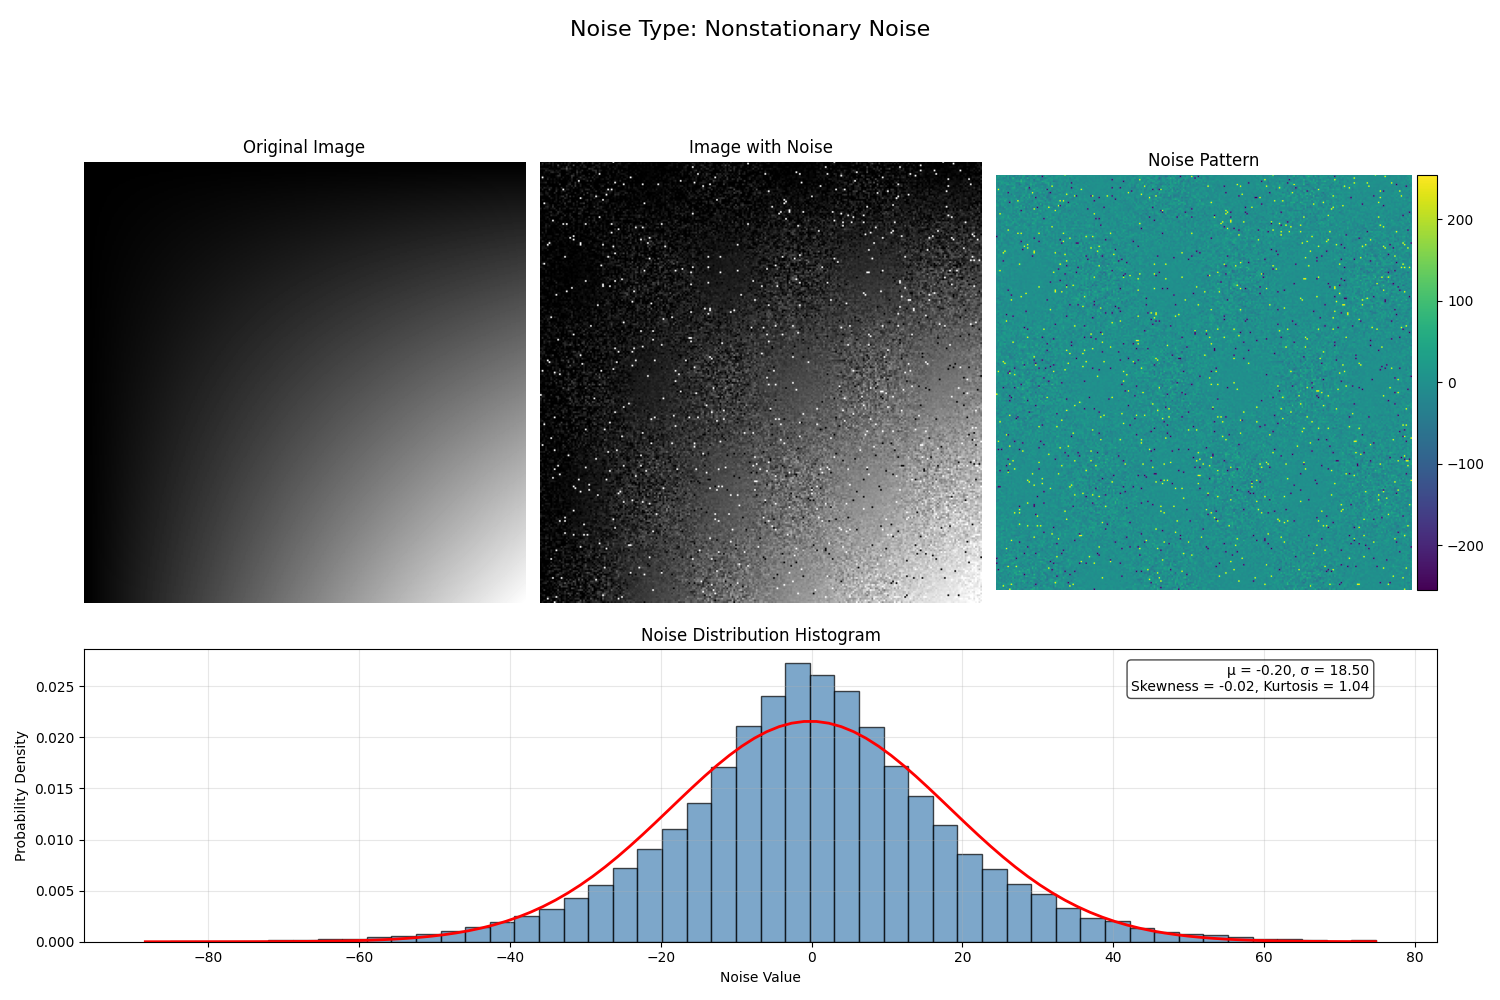 Noise Type: Nonstationary Noise
Original Image
Image with Noise
Noise Pattern
200
100
0
−100
−200
Noise Distribution Histogram
μ = -0.20, σ = 18.50
Skewness = -0.02, Kurtosis = 1.04
Probability Density
0.025
0.020
0.015
0.010
0.005
0.000
−80 −60 −40 −20 0 20 40 60 80
Noise Value